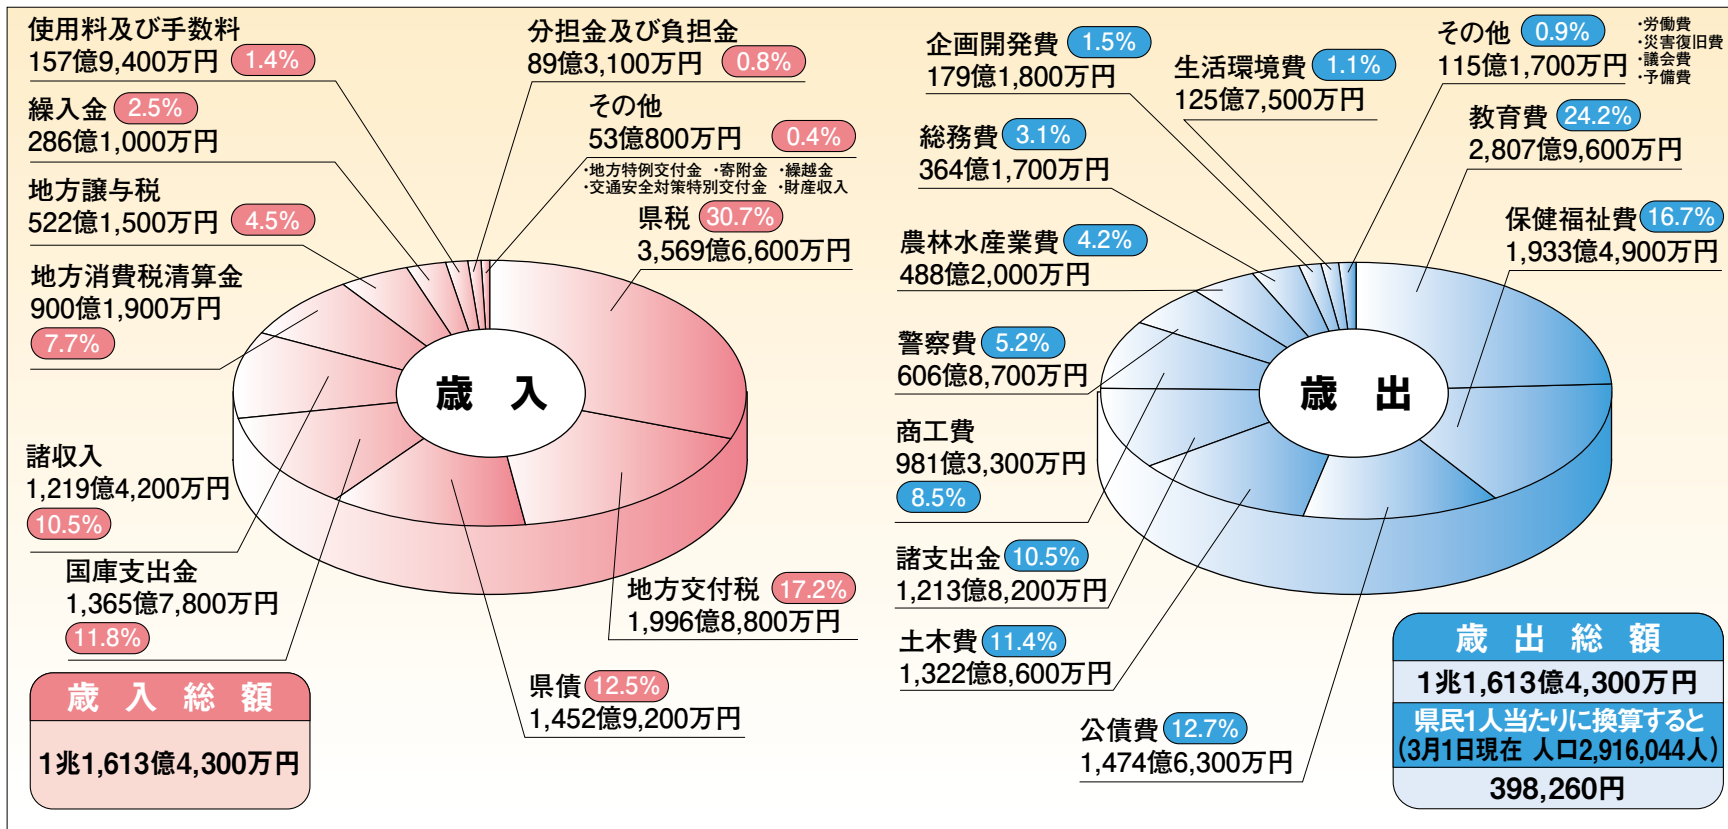 使用料及び手数料
157億9,400万円 1.4%
繰入金 2.5%
286億1,000万円
地方譲与税
522億1,500万円 4.5%
地方消費税清算金
900億1,900万円
7.7%
諸収入
1,219億4,200万円
10.5%
国庫支出金
1,365億7,800万円
11.8%
分担金及び負担金
89億3,100万円 0.8%
その他
53億800万円 0.4%
・地方特例交付金 ・寄附金 ・繰越金
・交通安全対策特別交付金 ・財産収入
県税 30.7%
3,569億6,600万円
歳 入
地方交付税 17.2%
1,996億8,800万円
県債 12.5%
1,452億9,200万円
歳 入 総 額
1兆1,613億4,300万円
企画開発費 1.5%
179億1,800万円
総務費 3.1%
364億1,700万円
農林水産業費 4.2%
488億2,000万円
警察費 5.2%
606億8,700万円
商工費
981億3,300万円
8.5%
諸支出金 10.5%
1,213億8,200万円
土木費 11.4%
1,322億8,600万円
公債費 12.7%
1,474億6,300万円
生活環境費 1.1%
125億7,500万円
その他 0.9%
115億1,700万円
・労働費
・災害復旧費
・議会費
・予備費
教育費 24.2%
2,807億9,600万円
保健福祉費 16.7%
1,933億4,900万円
歳 出
歳 出 総 額
1兆1,613億4,300万円
県民1人当たりに換算すると
(3月1日現在 人口2,916,044人)
398,260円